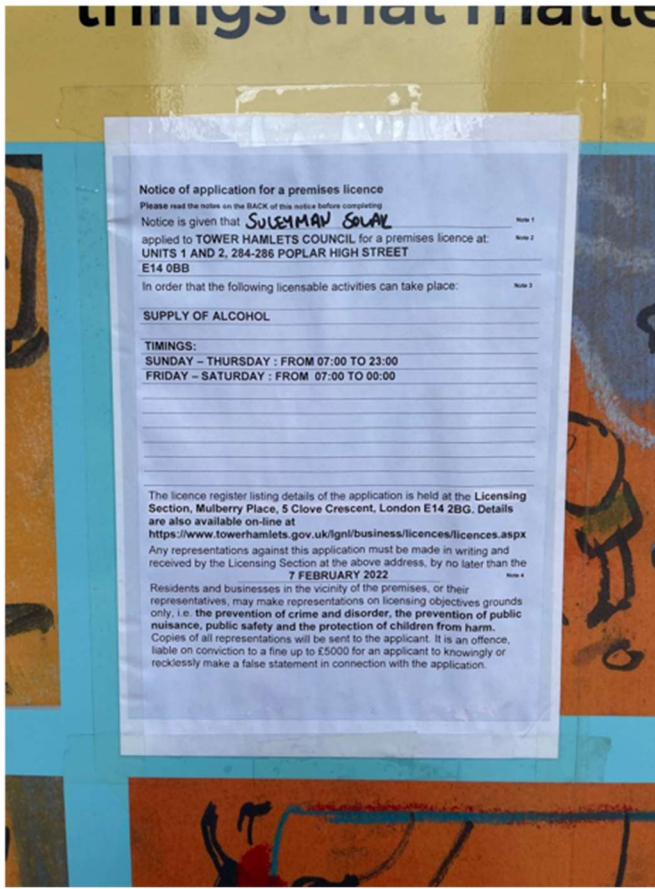 things that matte
Notice of application for a premises licence
Please read the notes on the BACK of this notice before completing
Notice is given that SULEYMAN SOLAK Note 1
applied to TOWER HAMLETS COUNCIL for a premises licence at: Note 2
UNITS 1 AND 2, 284-286 POPLAR HIGH STREET
E14 0BB
In order that the following licensable activities can take place: Note 3
SUPPLY OF ALCOHOL
TIMINGS:
SUNDAY – THURSDAY : FROM 07:00 TO 23:00
FRIDAY – SATURDAY : FROM 07:00 TO 00:00
The licence register listing details of the application is held at the Licensing
Section, Mulberry Place, 5 Clove Crescent, London E14 2BG. Details
are also available on-line at
https://www.towerhamlets.gov.uk/lgnl/business/licences/licences.aspx
Any representations against this application must be made in writing and
received by the Licensing Section at the above address, by no later than the
7 FEBRUARY 2022 Note 4
Residents and businesses in the vicinity of the premises, or their
representatives, may make representations on licensing objectives grounds
only, i.e. the prevention of crime and disorder, the prevention of public
nuisance, public safety and the protection of children from harm.
Copies of all representations will be sent to the applicant. It is an offence,
liable on conviction to a fine up to £5000 for an applicant to knowingly or
recklessly make a false statement in connection with the application.